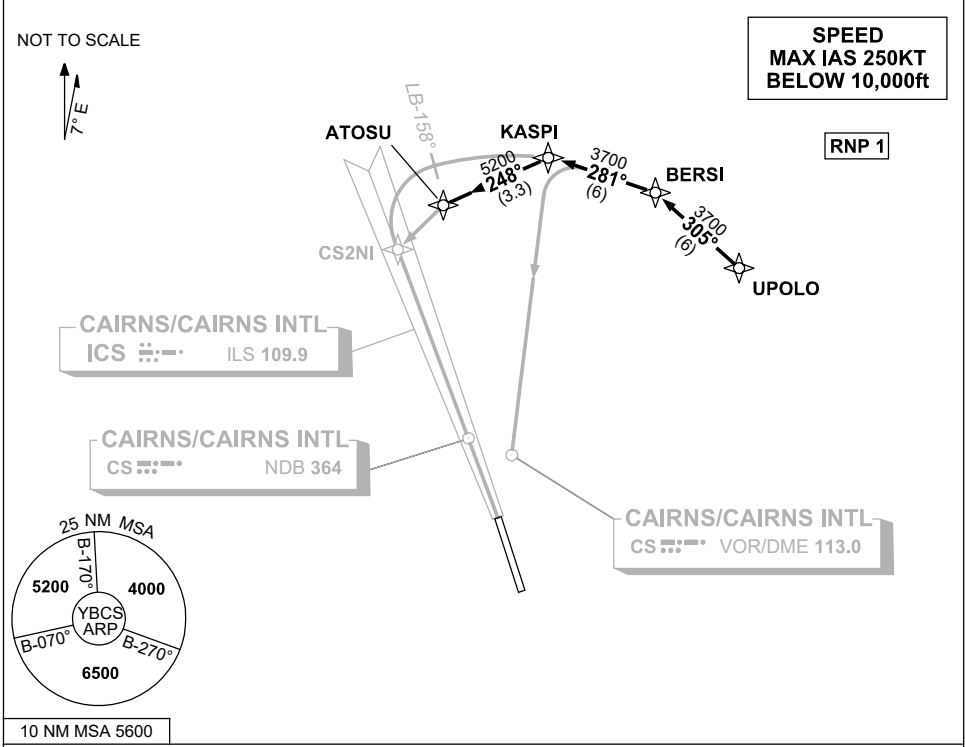 NOT TO SCALE
7° E
SPEED
MAX IAS 250KT
BELOW 10,000ft
RNP 1
LB-158°
ATOSU
KASPI
5200
248°
(3.3)
3700
281°
(6)
BERSI
3700
305°
(6)
UPOLO
CS2NI
CAIRNS/CAIRNS INTL
ICS ILS 109.9
CAIRNS/CAIRNS INTL
CS NDB 364
CAIRNS/CAIRNS INTL
CS VOR/DME 113.0
25 NM MSA
B-170°
5200
4000
YBCS
ARP
B-070°
B-270°
6500
10 NM MSA 5600